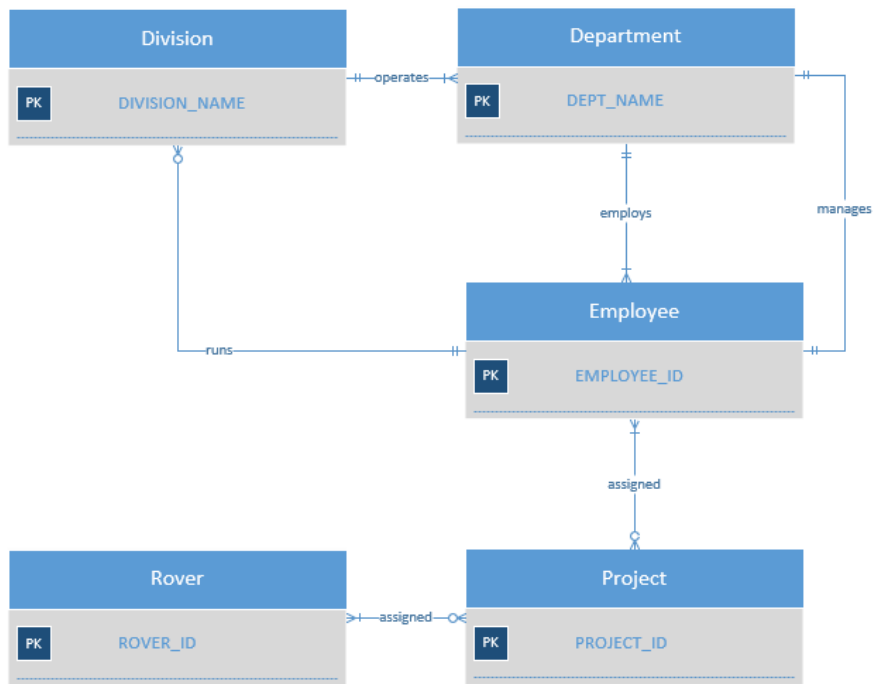 Division
PK
DIVISION_NAME
operates
Department
PK
DEPT_NAME
manages
employs
Employee
PK
EMPLOYEE_ID
runs
assigned
Rover
PK
ROVER_ID
assigned
Project
PK
PROJECT_ID